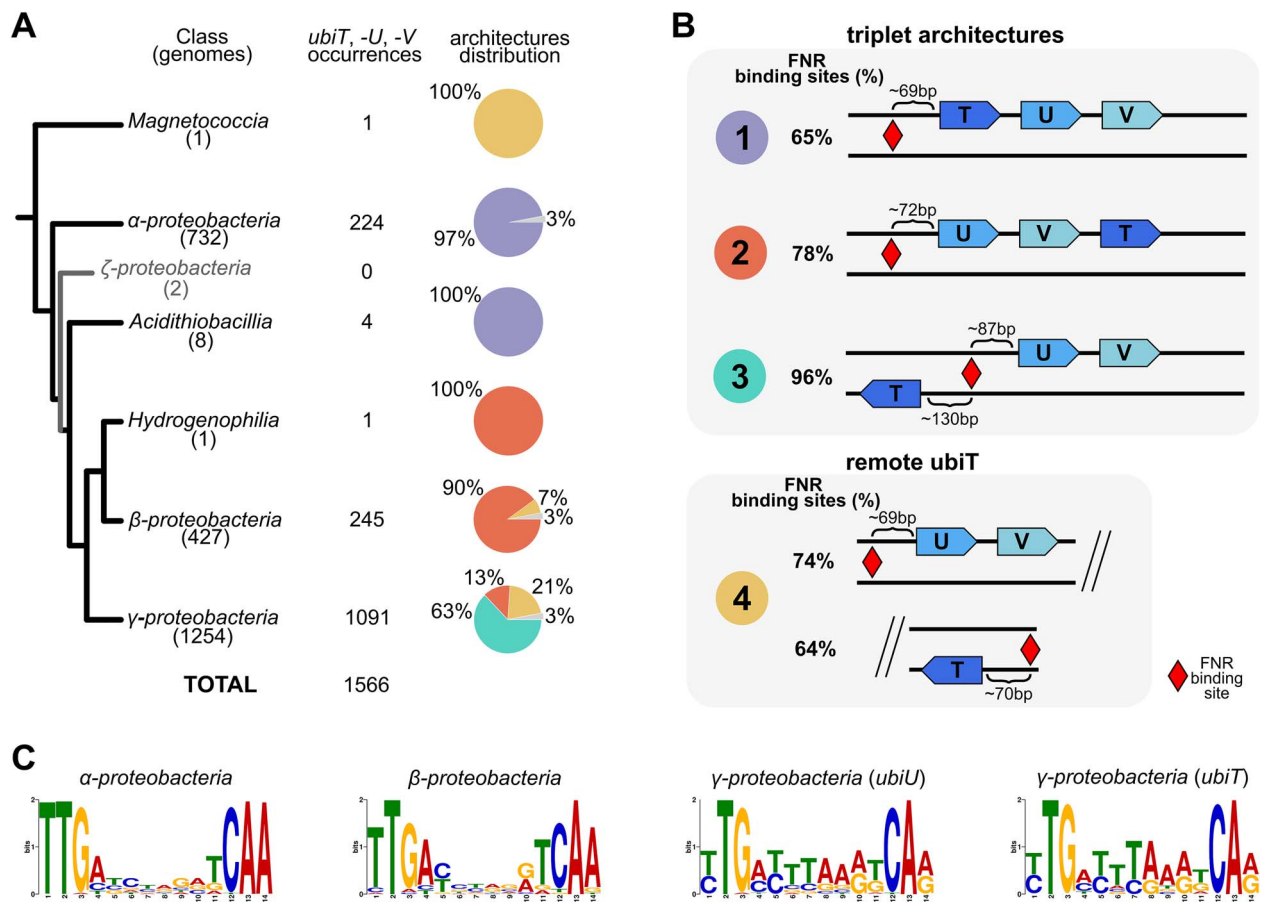 A
Class
(genomes)
ubiT, -U, -V
occurrences
architectures
distribution
Magnetococcia
(1)
1
100%
α-proteobacteria
(732)
224
97%
3%
ζ-proteobacteria
(2)
0
Acidithiobacillia
(8)
4
100%
Hydrogenophilia
(1)
1
100%
β-proteobacteria
(427)
245
90%
7%
3%
γ-proteobacteria
(1254)
1091
63%
13%
21%
3%
TOTAL
1566
B
triplet architectures
FNR
binding sites (%)
1
65%
~69bp
T U V
2
78%
~72bp
U V T
3
96%
~87bp
U V
T
~130bp
remote ubiT
FNR
binding sites (%)
4
74%
~69bp
U V
64%
T
~70bp
FNR
binding
site
C
α-proteobacteria
β-proteobacteria
γ-proteobacteria (ubiU)
γ-proteobacteria (ubiT)